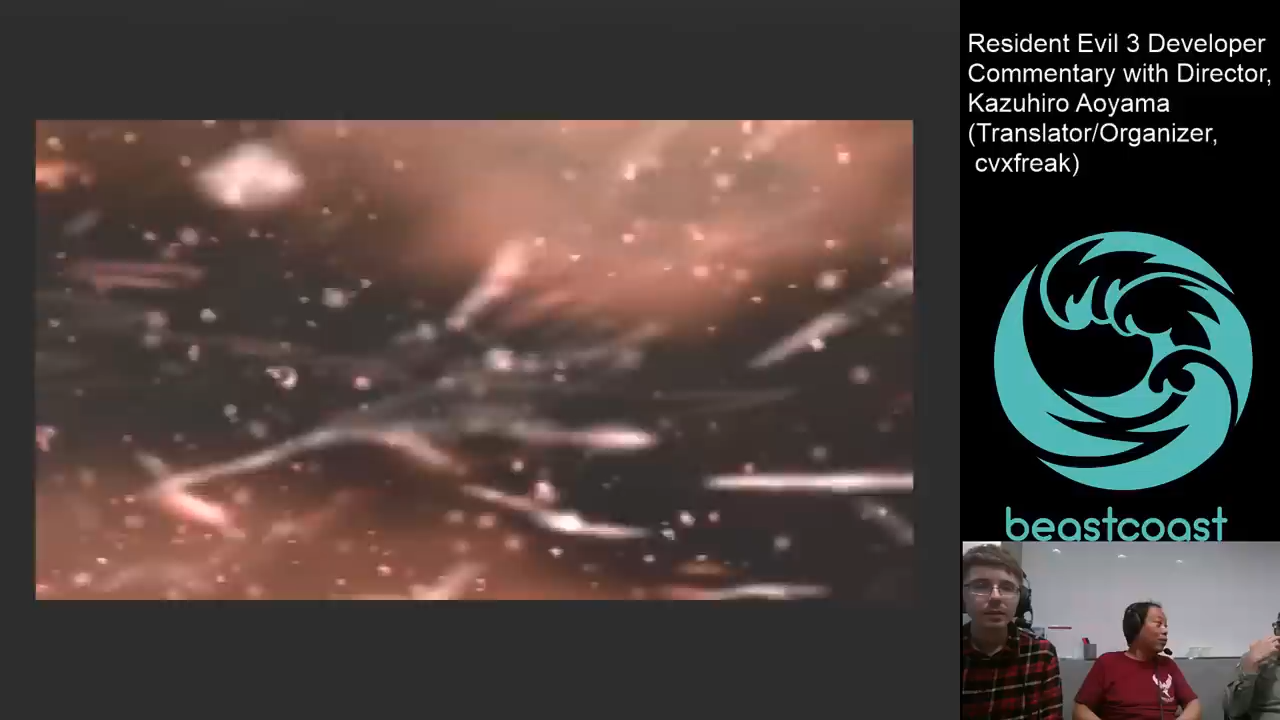 Resident Evil 3 Developer
Commentary with Director,
Kazuhiro Aoyama
(Translator/Organizer,
cvxfreak)
beastcoast